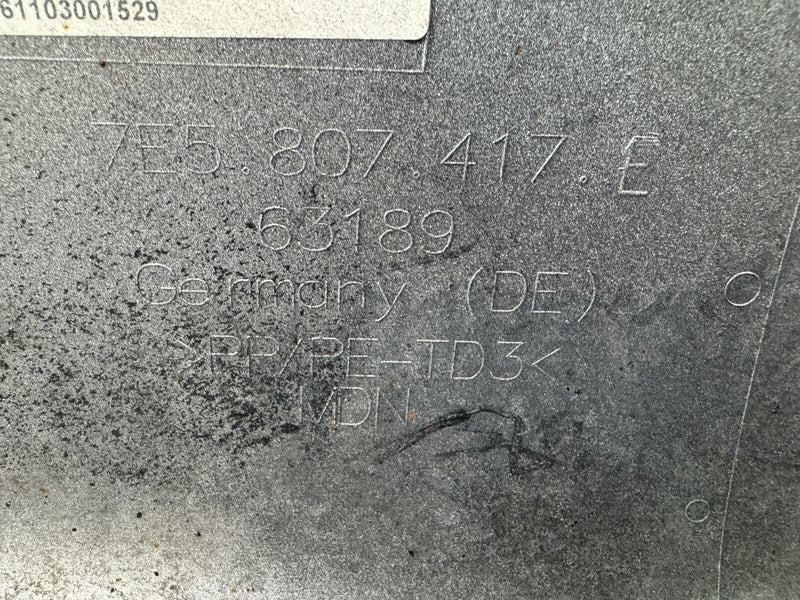 61103001529
7E5.807.417.E
63189
Germany (DE)
>PP/PE-TD3<
MDN